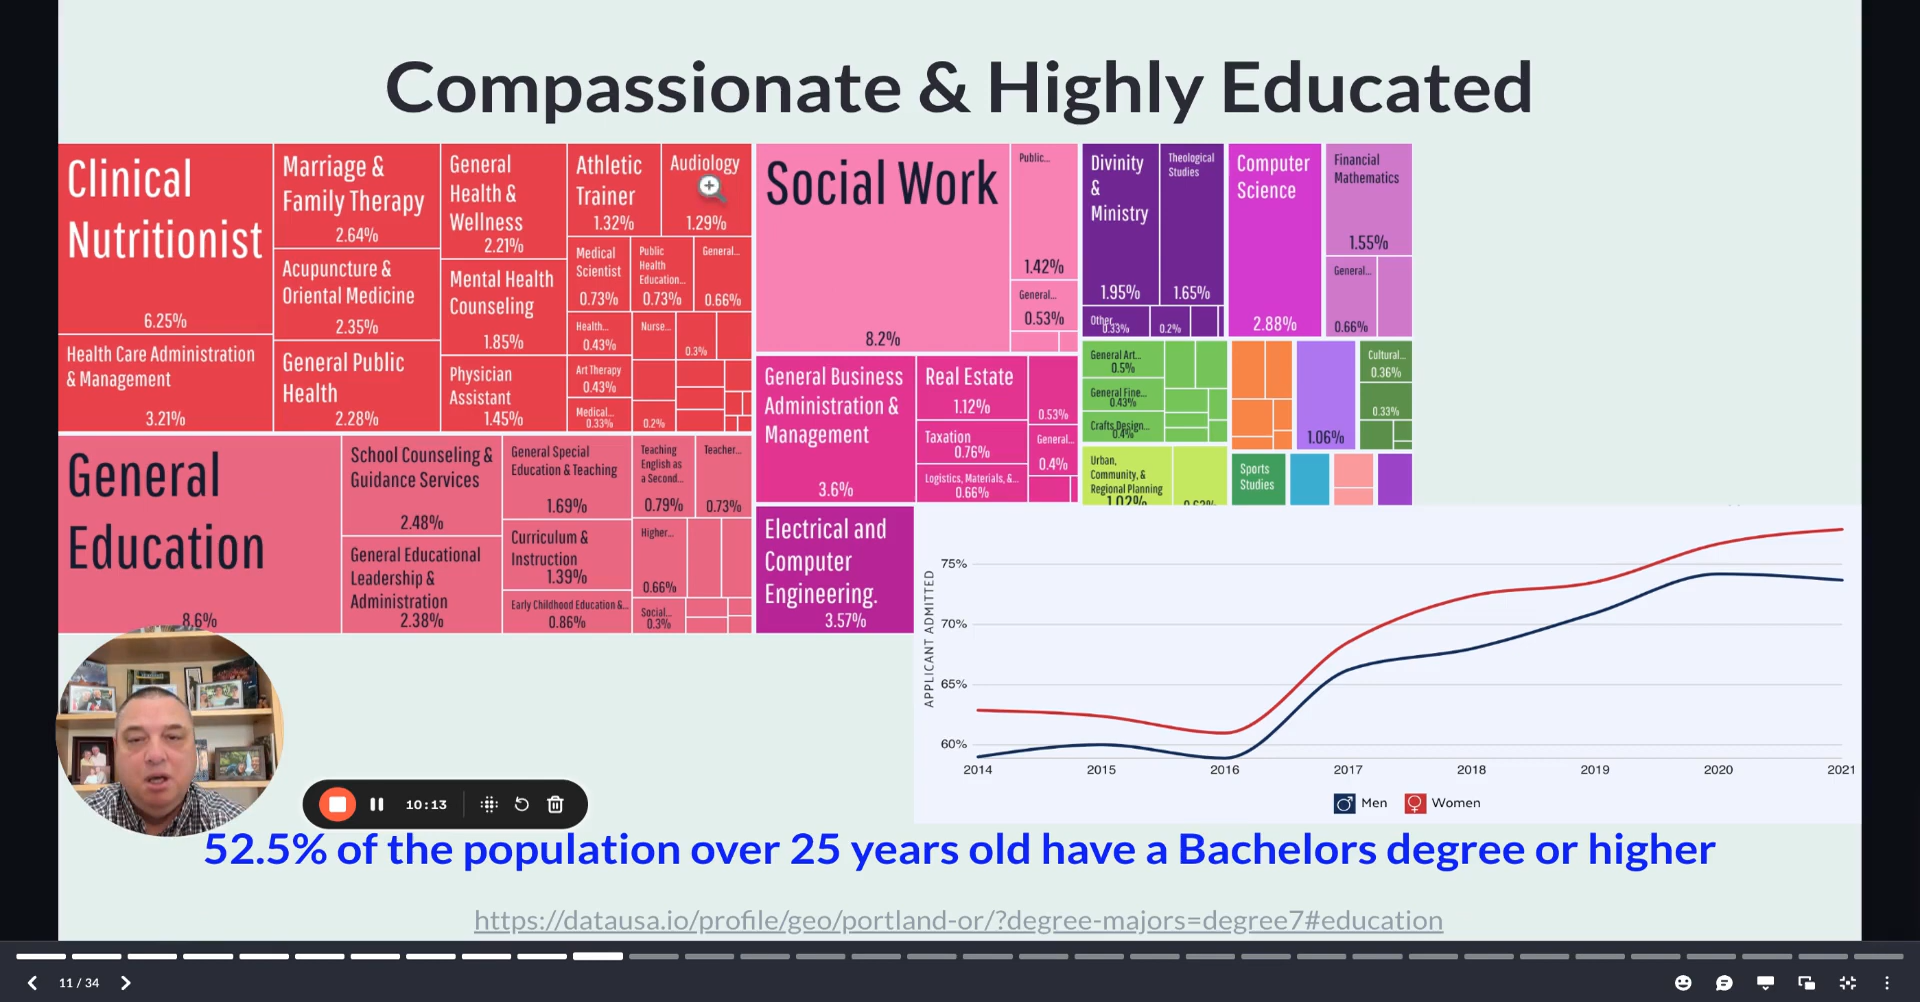 Compassionate & Highly Educated
Clinical
Nutritionist
6.25%
Health Care Administration
& Management
3.21%
Marriage &
Family Therapy
2.64%
Acupuncture &
Oriental Medicine
2.35%
General Public
Health
2.28%
General
Health &
Wellness
2.21%
Mental Health
Counseling
1.85%
Physician
Assistant
1.45%
Athletic
Trainer
1.32%
Audiology
1.29%
Medical
Scientist
0.73%
Public
Health
Education...
0.73%
General...
0.66%
Health...
0.43%
Nurse...
0.3%
Art Therapy
0.43%
Medical...
0.33%
0.2%
General
Education
8.6%
School Counseling &
Guidance Services
2.48%
General Educational
Leadership &
Administration
2.38%
General Special
Education & Teaching
1.69%
Curriculum &
Instruction
1.39%
Early Childhood Education &...
0.86%
Teaching
English as
a Second...
0.79%
Teacher...
0.73%
Higher...
0.66%
Social...
0.3%
Social Work
8.2%
Public...
1.42%
General...
0.53%
General Business
Administration &
Management
3.6%
Real Estate
1.12%
Taxation
0.76%
Logistics, Materials, &...
0.66%
0.53%
General...
0.4%
Electrical and
Computer
Engineering.
3.57%
Divinity
&
Ministry
1.95%
Theological
Studies
1.65%
Other
0.33%
0.2%
Computer
Science
2.88%
Financial
Mathematics
1.55%
General...
0.66%
General Art...
0.5%
General Fine...
0.43%
Crafts Design...
0.4%
1.06%
Cultural...
0.36%
0.33%
Urban,
Community, &
Regional Planning
1.02%
Sports
Studies
APPLICANT ADMITTED
75%
70%
65%
60%
2014 2015 2016 2017 2018 2019 2020 2021
Men Women
10:13
52.5% of the population over 25 years old have a Bachelors degree or higher
https://datausa.io/profile/geo/portland-or/?degree-majors=degree7#education
11 / 34